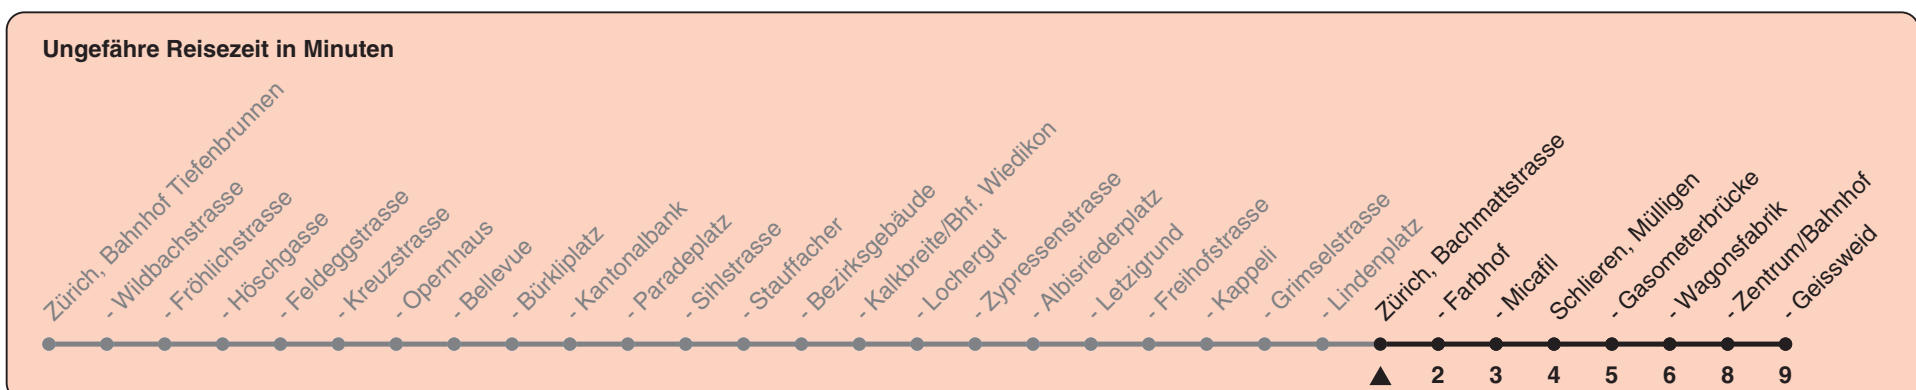 Ungefähre Reisezeit in Minuten
Zürich, Bahnhof Tiefenbrunnen
- Wildbachstrasse
- Fröhlichstrasse
- Höschgasse
- Feldeggstrasse
- Kreuzstrasse
- Opernhaus
- Bellevue
- Bürkliplatz
- Kantonalbank
- Paradeplatz
- Sihlstrasse
- Stauffacher
- Bezirksgebäude
- Kalkbreite/Bhf. Wiedikon
- Lochergut
- Zypressenstrasse
- Albisriederplatz
- Letzigrund
- Freihofstrasse
- Kappeli
- Grimselstrasse
- Lindenplatz
Zürich, Bachmattstrasse
- Farbhof
- Micafil
Schlieren, Mülligen
- Gasometerbrücke
- Wagonsfabrik
- Zentrum/Bahnhof
- Geissweid
2 3 4 5 6 8 9